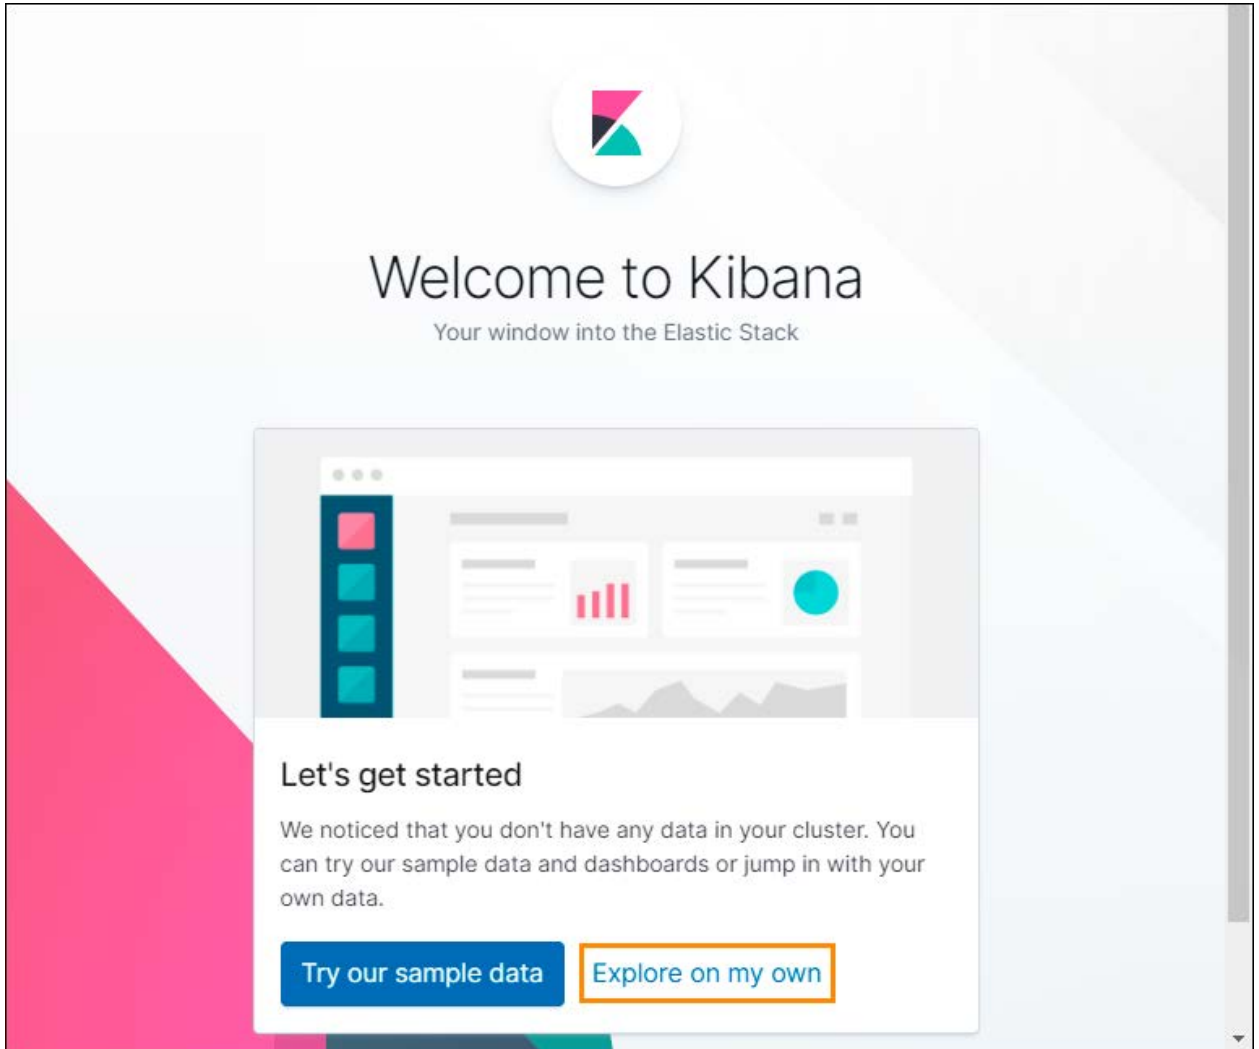 Welcome to Kibana
Your window into the Elastic Stack
Let's get started
We noticed that you don't have any data in your cluster. You
can try our sample data and dashboards or jump in with your
own data.
Try our sample data
Explore on my own